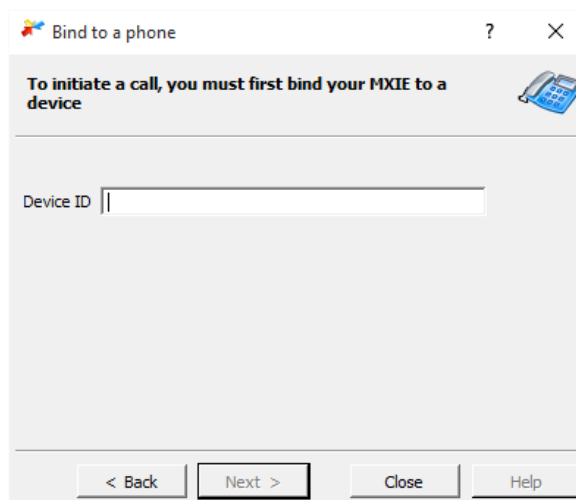 Bind to a phone ?
To initiate a call, you must first bind your MXIE to a
device
Device ID
< Back Next > Close Help